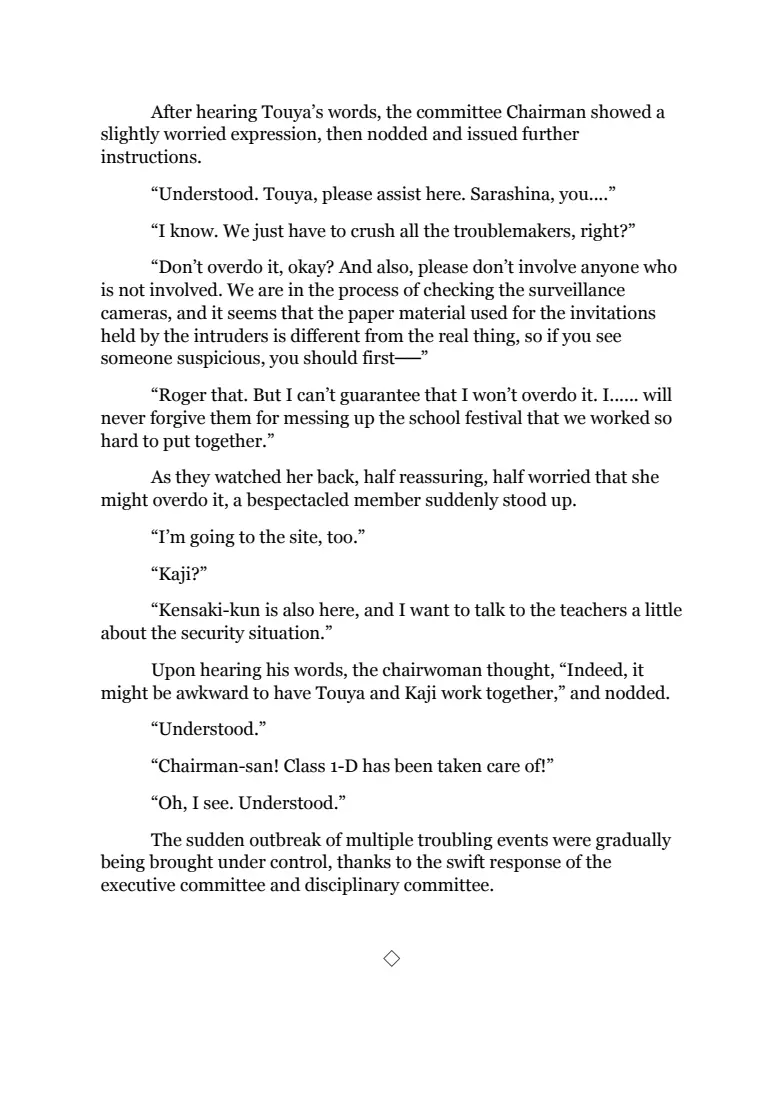 After hearing Touya’s words, the committee Chairman showed a
slightly worried expression, then nodded and issued further
instructions.
“Understood. Touya, please assist here. Sarashina, you....”
“I know. We just have to crush all the troublemakers, right?”
“Don’t overdo it, okay? And also, please don’t involve anyone who
is not involved. We are in the process of checking the surveillance
cameras, and it seems that the paper material used for the invitations
held by the intruders is different from the real thing, so if you see
someone suspicious, you should first──”
“Roger that. But I can’t guarantee that I won’t overdo it. I...... will
never forgive them for messing up the school festival that we worked so
hard to put together.”
As they watched her back, half reassuring, half worried that she
might overdo it, a bespectacled member suddenly stood up.
“I’m going to the site, too.”
“Kaji?”
“Kensaki-kun is also here, and I want to talk to the teachers a little
about the security situation.”
Upon hearing his words, the chairwoman thought, “Indeed, it
might be awkward to have Touya and Kaji work together,” and nodded.
“Understood.”
“Chairman-san! Class 1-D has been taken care of!”
“Oh, I see. Understood.”
The sudden outbreak of multiple troubling events were gradually
being brought under control, thanks to the swift response of the
executive committee and disciplinary committee.
◇